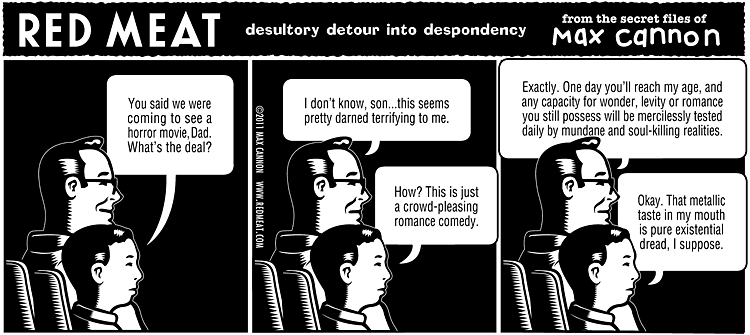 RED MEAT
desultory detour into despondency
from the secret files of
Max Cannon
You said we were
coming to see a
horror movie, Dad.
What's the deal?
©2011 MAX CANNON WWW.REDMEAT.COM
I don't know, son...this seems
pretty darned terrifying to me.
How? This is just
a crowd-pleasing
romance comedy.
Exactly. One day you'll reach my age, and
any capacity for wonder, levity or romance
you still possess will be mercilessly tested
daily by mundane and soul-killing realities.
Okay. That metallic
taste in my mouth
is pure existential
dread, I suppose.